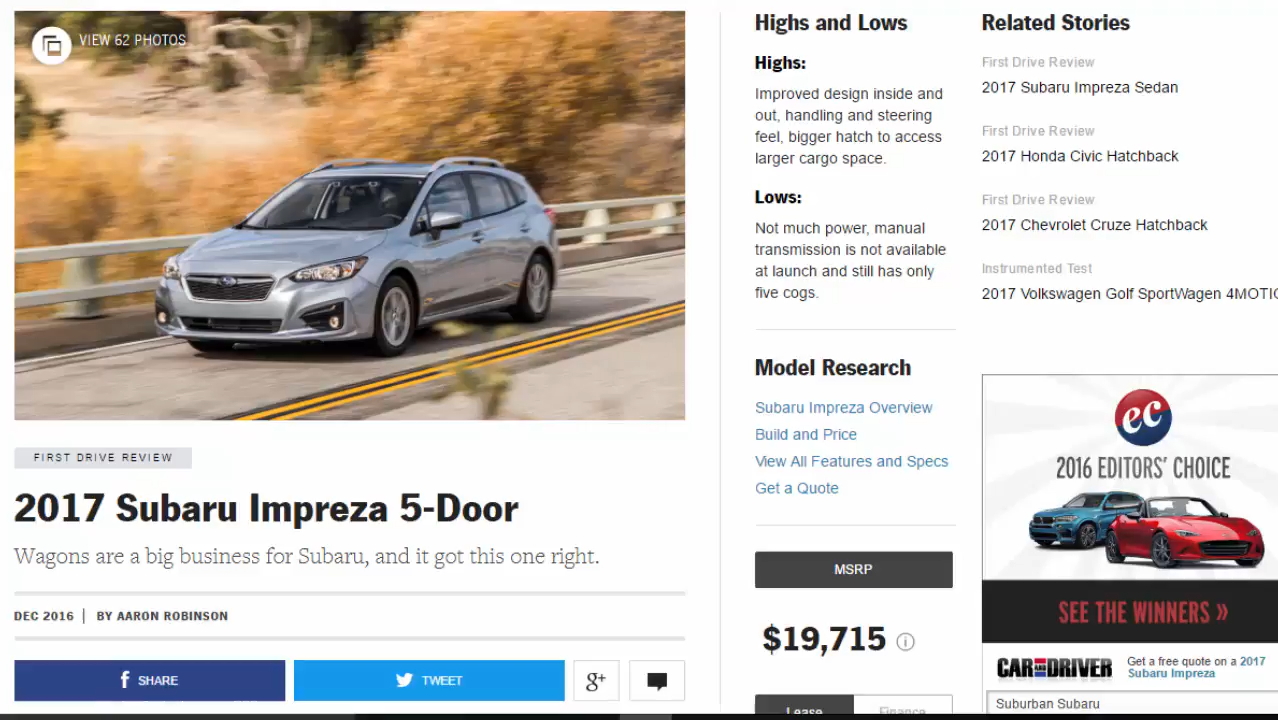 VIEW 62 PHOTOS
FIRST DRIVE REVIEW
2017 Subaru Impreza 5-Door
Wagons are a big business for Subaru, and it got this one right.
DEC 2016 | BY AARON ROBINSON
f SHARE
TWEET
g+
Highs and Lows
Highs:
Improved design inside and
out, handling and steering
feel, bigger hatch to access
larger cargo space.
Lows:
Not much power, manual
transmission is not available
at launch and still has only
five cogs.
Model Research
Subaru Impreza Overview
Build and Price
View All Features and Specs
Get a Quote
MSRP
$19,715
Lease
Finance
Related Stories
First Drive Review
2017 Subaru Impreza Sedan
First Drive Review
2017 Honda Civic Hatchback
First Drive Review
2017 Chevrolet Cruze Hatchback
Instrumented Test
2017 Volkswagen Golf SportWagen 4MOTIO
ec
2016 EDITORS' CHOICE
SEE THE WINNERS »
CAR AND DRIVER
Get a free quote on a 2017
Subaru Impreza
Suburban Subaru